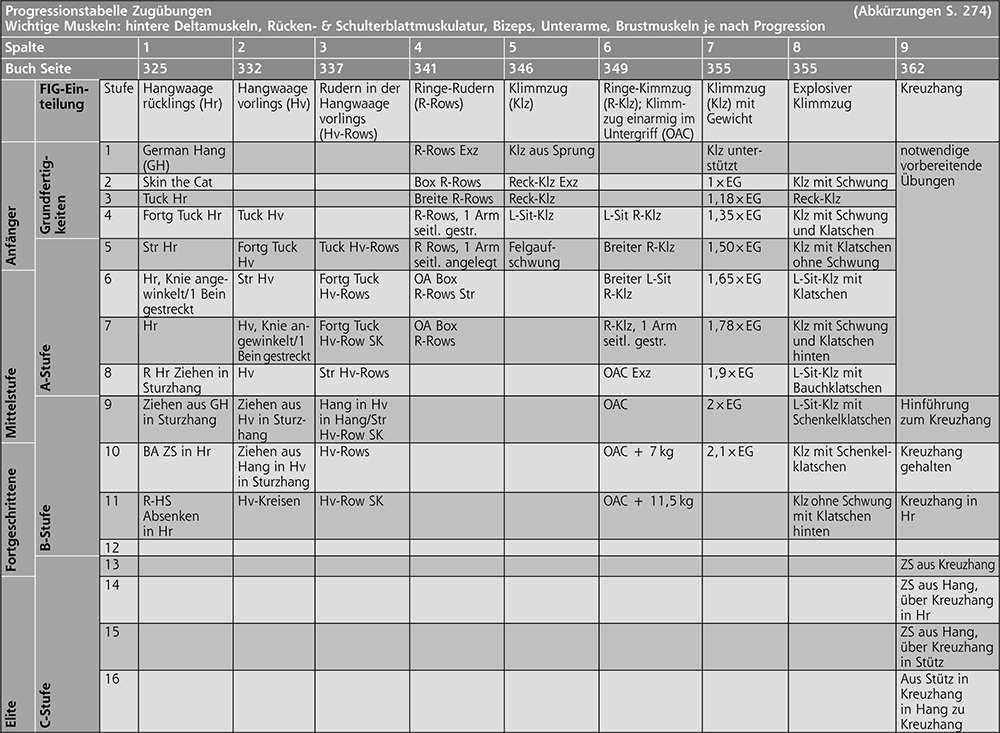 Progressionstabelle Zugübungen (Abkürzungen S. 274)
Wichtige Muskeln: hintere Deltamuskeln, Rücken- & Schulterblattmuskulatur, Bizeps, Unterarme, Brustmuskeln je nach Progression
Spalte 1 2 3 4 5 6 7 8 9
Buch Seite 325 332 337 341 346 349 355 355 362
FIG-Ein-
teilung
Stufe
Hangwaage
rücklings (Hr)
Hangwaage
vorlings (Hv)
Rudern in der
Hangwaage
vorlings
(Hv-Rows)
Ringe-Rudern
(R-Rows)
Klimmzug
(Klz)
Ringe-Kimmzug
(R-Klz); Klimm-
zug einarmig im
Untergriff (OAC)
Klimmzug
(Klz) mit
Gewicht
Explosiver
Klimmzug
Kreuzhang
Anfänger
Mittelstufe
Fortgeschrittene
Elite
Grundfertig-
keiten
A-Stufe
B-Stufe
C-Stufe
1
German Hang
(GH)
R-Rows Exz
Klz aus Sprung
Klz unter-
stützt
notwendige
vorbereitende
Übungen
2
Skin the Cat
Box R-Rows
Reck-Klz Exz
1×EG
Klz mit Schwung
3
Tuck Hr
Breite R-Rows
Reck-Klz
1,18×EG
Reck-Klz
4
Fortg Tuck Hr
Tuck Hv
R-Rows, 1 Arm
seitl. gestr.
L-Sit-Klz
L-Sit R-Klz
1,35×EG
Klz mit Schwung
und Klatschen
5
Str Hr
Fortg Tuck
Hv
Tuck Hv-Rows
R Rows, 1 Arm
seitl. angelegt
Felgauf-
schwung
Breiter R-Klz
1,50×EG
Klz mit Klatschen
ohne Schwung
6
Hr, Knie ange-
winkelt/1 Bein
gestreckt
Str Hv
Fortg Tuck
Hv-Rows
OA Box
R-Rows Str
Breiter L-Sit
R-Klz
1,65×EG
L-Sit-Klz mit
Klatschen
7
Hr
Hv, Knie an-
gewinkelt/1
Bein gestreckt
Fortg Tuck
Hv-Row SK
OA Box
R-Rows
R-Klz, 1 Arm
seitl. gestr.
1,78×EG
Klz mit Schwung
und Klatschen
hinten
8
R Hr Ziehen in
Sturzhang
Hv
Str Hv-Rows
OAC Exz
1,9×EG
L-Sit-Klz mit
Bauchklatschen
9
Ziehen aus GH
in Sturzhang
Ziehen aus
Hv in Sturz-
hang
Hang in Hv
in Hang/Str
Hv-Row SK
OAC
2×EG
L-Sit-Klz mit
Schenkelklatschen
Hinführung
zum Kreuzhang
10
BA ZS in Hr
Ziehen aus
Hang in Hv
in Sturzhang
Hv-Rows
OAC + 7 kg
2,1×EG
Klz mit Schenkel-
klatschen
Kreuzhang
gehalten
11
R-HS
Absenken
in Hr
Hv-Kreisen
Hv-Row SK
OAC + 11,5 kg
Klz ohne Schwung
mit Klatschen
hinten
Kreuzhang in
Hr
12
13
ZS aus Kreuzhang
14
ZS aus Hang,
über Kreuzhang
in Hr
15
ZS aus Hang,
über Kreuzhang
in Stütz
16
Aus Stütz in
Kreuzhang
in Hang zu
Kreuzhang